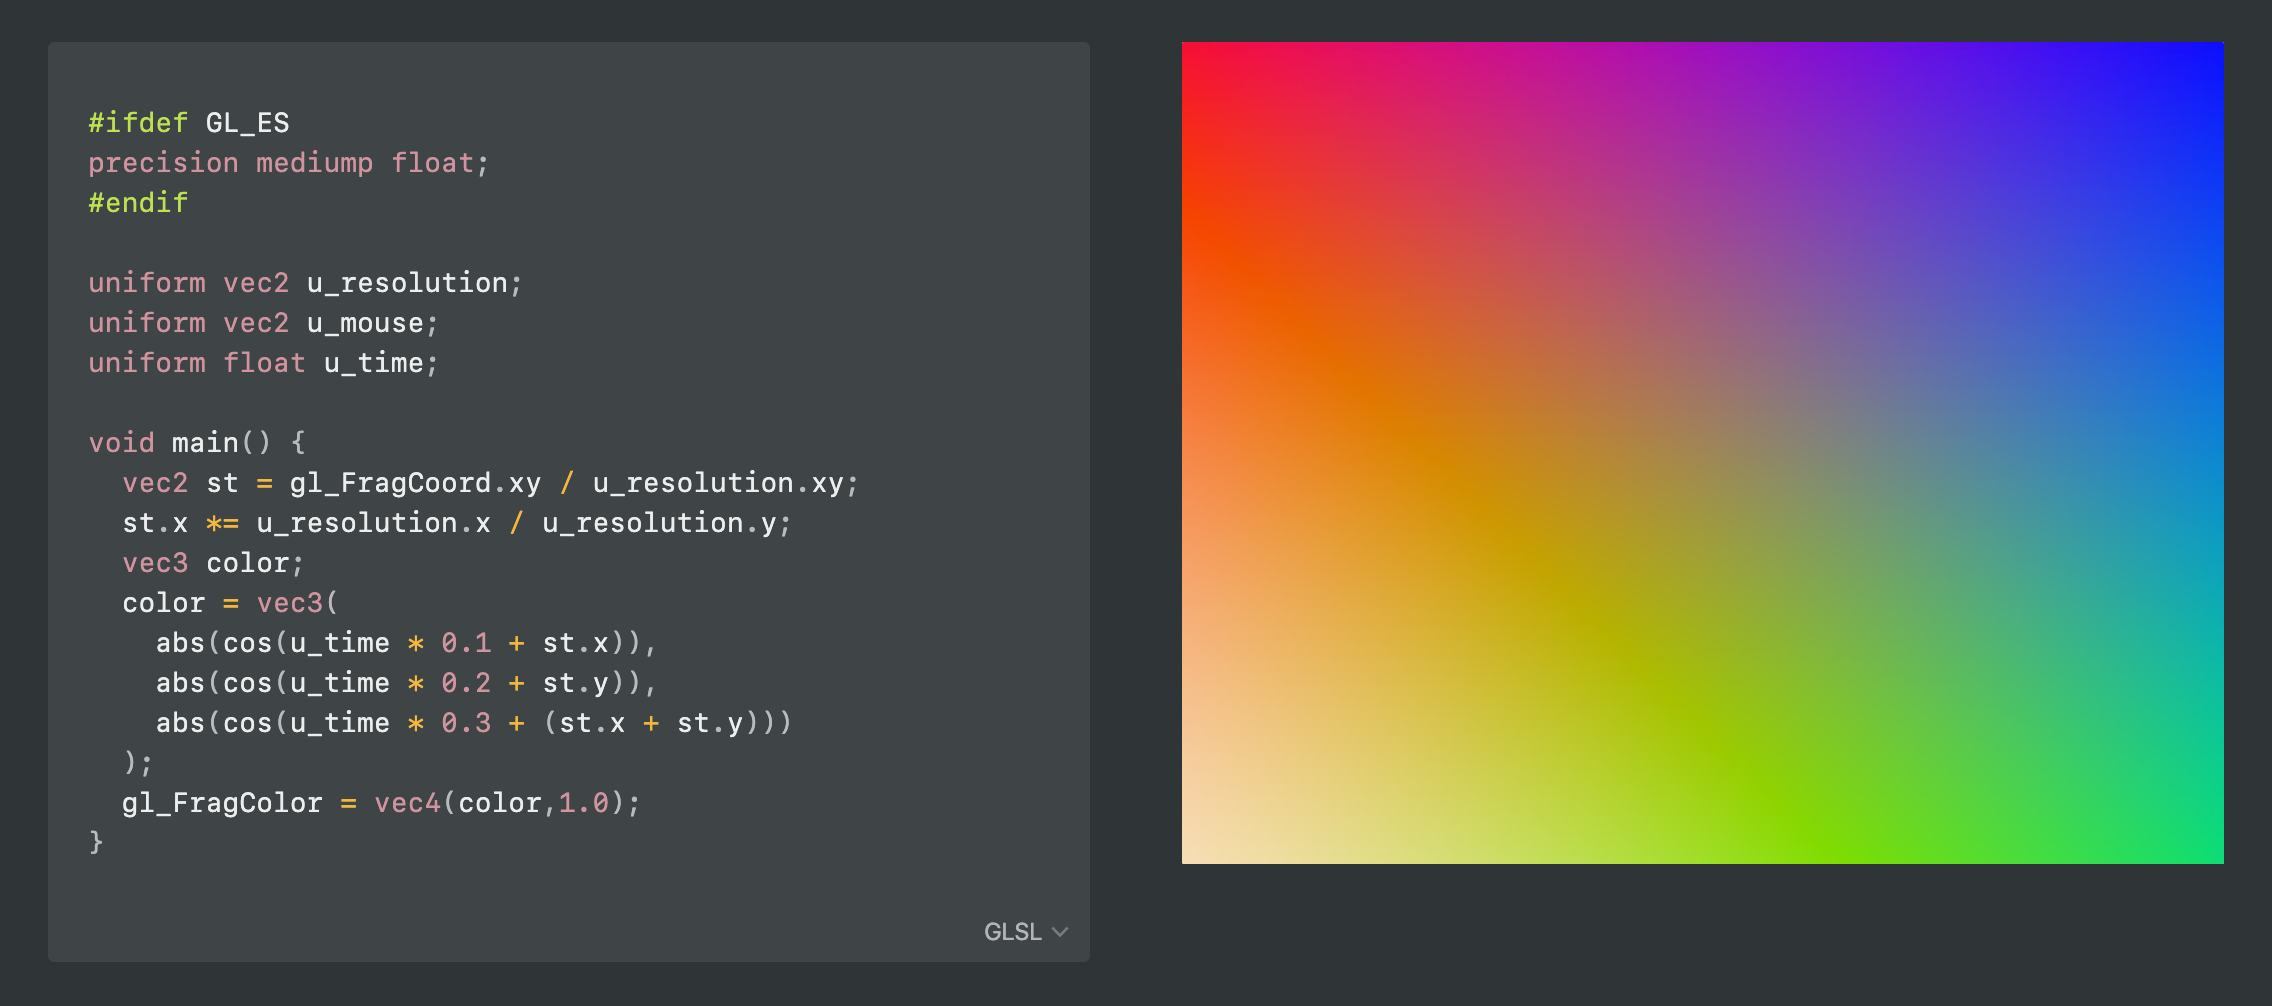 #ifdef GL_ES
precision mediump float;
#endif
uniform vec2 u_resolution;
uniform vec2 u_mouse;
uniform float u_time;
void main() {
  vec2 st = gl_FragCoord.xy / u_resolution.xy;
  st.x *= u_resolution.x / u_resolution.y;
  vec3 color;
  color = vec3(
    abs(cos(u_time * 0.1 + st.x)),
    abs(cos(u_time * 0.2 + st.y)),
    abs(cos(u_time * 0.3 + (st.x + st.y)))
  );
  gl_FragColor = vec4(color,1.0);
}
GLSL